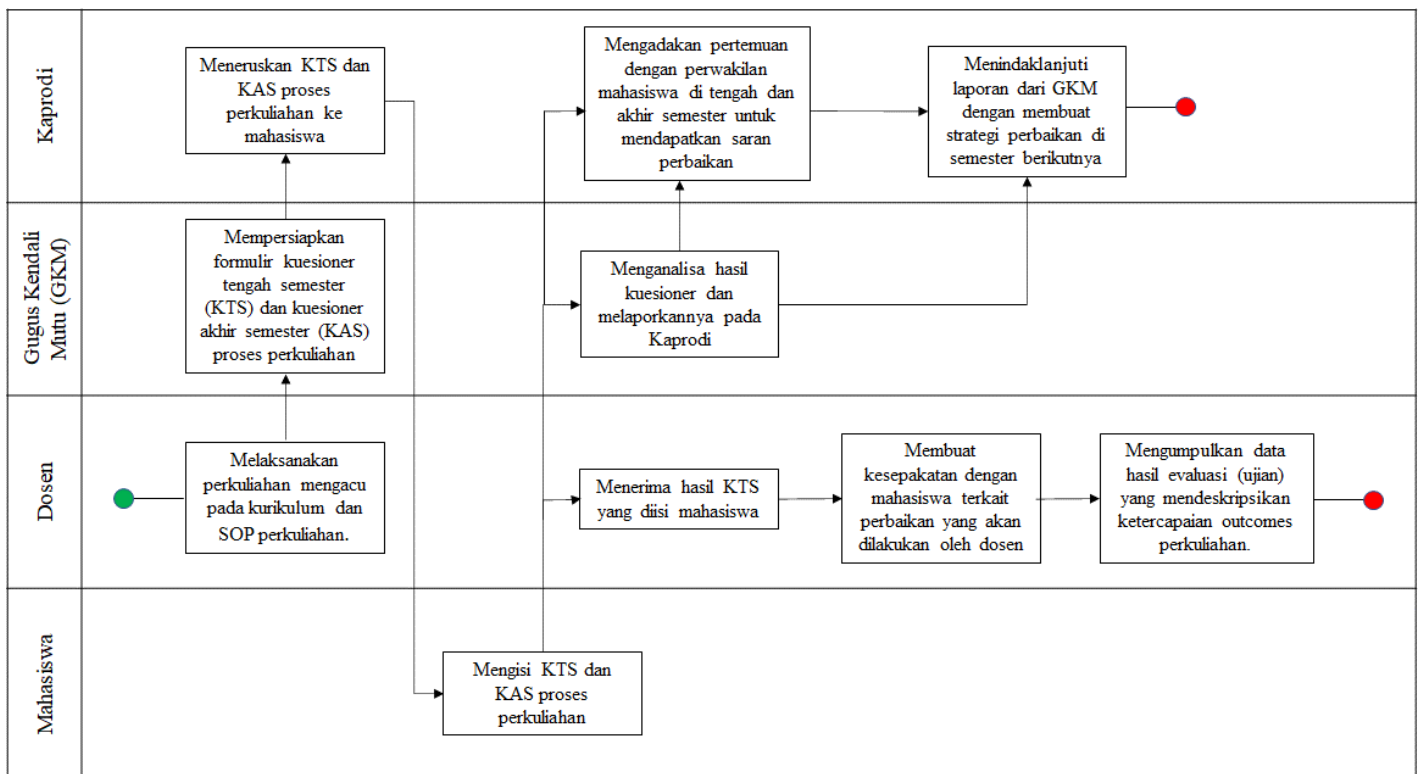 Kaprodi
Meneruskan KTS dan
KAS proses
perkuliahan ke
mahasiswa
Mengadakan pertemuan
dengan perwakilan
mahasiswa di tengah dan
akhir semester untuk
mendapatkan saran
perbaikan
Menindaklanjuti
laporan dari GKM
dengan membuat
strategi perbaikan di
semester berikutnya
Gugus Kendali
Mutu (GKM)
Mempersiapkan
formulir kuesioner
tengah semester
(KTS) dan kuesioner
akhir semester (KAS)
proses perkuliahan
Menganalisa hasil
kuesioner dan
melaporkannya pada
Kaprodi
Dosen
Melaksanakan
perkuliahan mengacu
pada kurikulum dan
SOP perkuliahan.
Menerima hasil KTS
yang diisi mahasiswa
Membuat
kesepakatan dengan
mahasiswa terkait
perbaikan yang akan
dilakukan oleh dosen
Mengumpulkan data
hasil evaluasi (ujian)
yang mendeskripsikan
ketercapaian outcomes
perkuliahan.
Mahasiswa
Mengisi KTS dan
KAS proses
perkuliahan